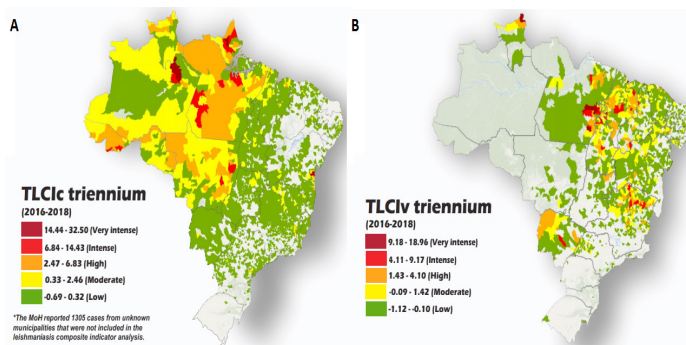 A
B
TLCIc triennium
(2016-2018)
14.44 - 32.50 (Very intense)
6.84 - 14.43 (Intense)
2.47 - 6.83 (High)
0.33 - 2.46 (Moderate)
-0.69 - 0.32 (Low)
*The MoH reported 1305 cases from unknown
municipalities that were not included in the
leishmaniasis composite indicator analysis.
TLCIv triennium
(2016-2018)
9.18 - 18.96 (Very intense)
4.11 - 9.17 (Intense)
1.43 - 4.10 (High)
-0.09 - 1.42 (Moderate)
-1.12 - -0.10 (Low)